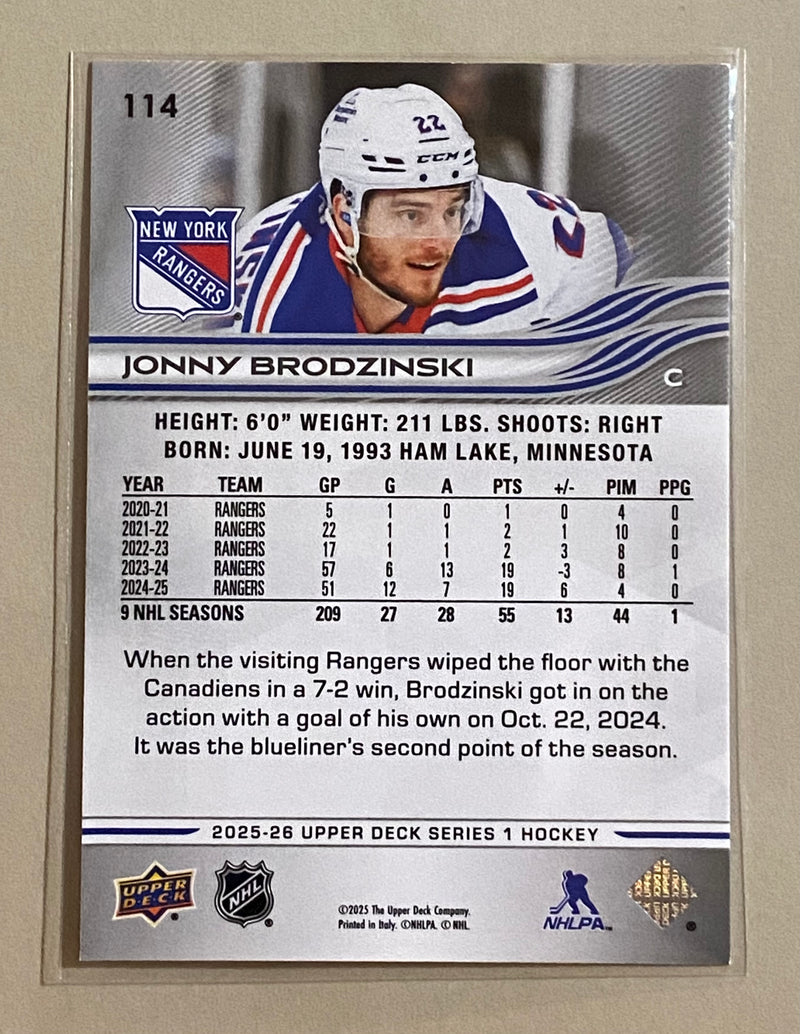 114
22
CCM
22
NEW YORK
RANGERS
JONNY BRODZINSKI
C
HEIGHT: 6'0" WEIGHT: 211 LBS. SHOOTS: RIGHT
BORN: JUNE 19, 1993 HAM LAKE, MINNESOTA
YEAR TEAM GP G A PTS +/- PIM PPG
2020-21 RANGERS 5 1 0 1 0 4 0
2021-22 RANGERS 22 1 1 2 1 10 0
2022-23 RANGERS 17 1 1 2 3 8 0
2023-24 RANGERS 57 6 13 19 -3 8 1
2024-25 RANGERS 51 12 7 19 6 4 0
9 NHL SEASONS 209 27 28 55 13 44 1
When the visiting Rangers wiped the floor with the
Canadiens in a 7-2 win, Brodzinski got in on the
action with a goal of his own on Oct. 22, 2024.
It was the blueliner's second point of the season.
2025-26 UPPER DECK SERIES 1 HOCKEY
UPPER
DECK
NHL
©2025 The Upper Deck Company.
Printed in Italy. ©NHLPA. © NHL.
NHLPA